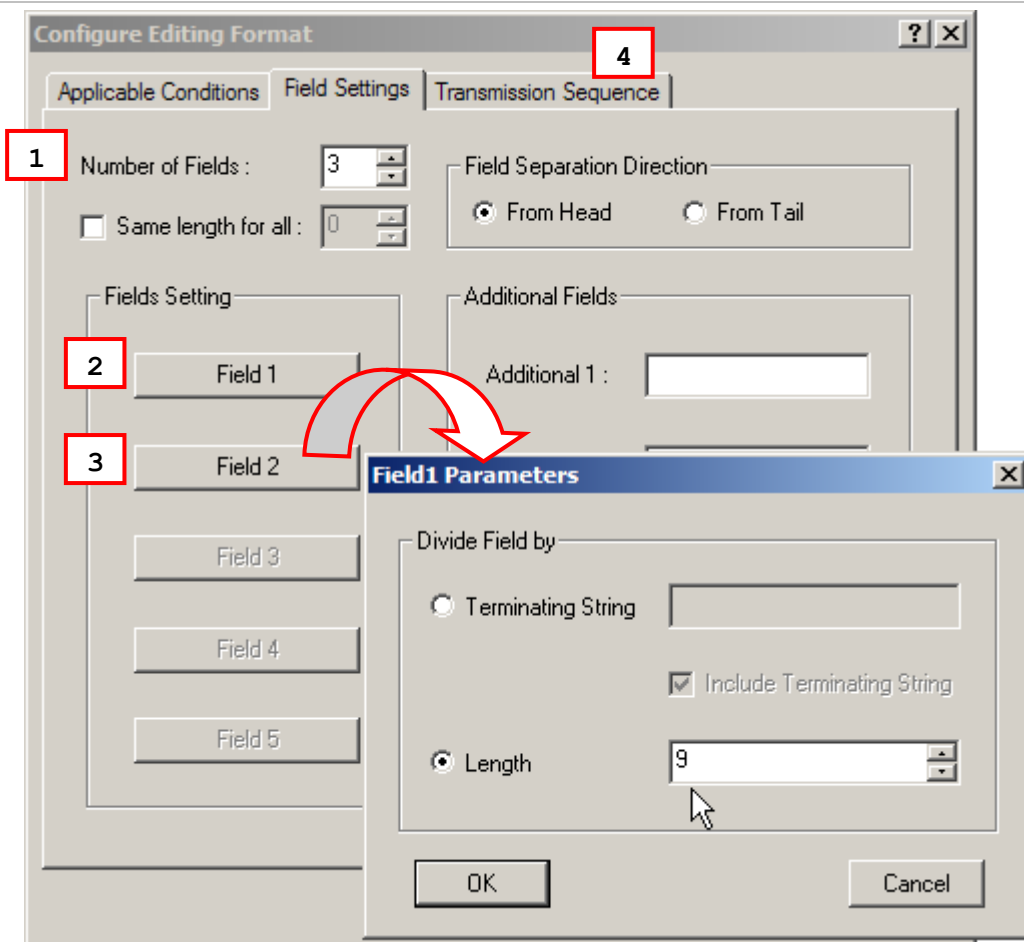 Configure Editing Format
4
Applicable Conditions Field Settings Transmission Sequence
1
Number of Fields : 3
Field Separation Direction
From Head From Tail
Same length for all : 0
Fields Setting
Additional Fields
2
Field 1
Additional 1 :
3
Field 2
Field1 Parameters
Divide Field by
Field 3
Terminating String
Field 4
Include Terminating String
Field 5
Length 9
OK Cancel